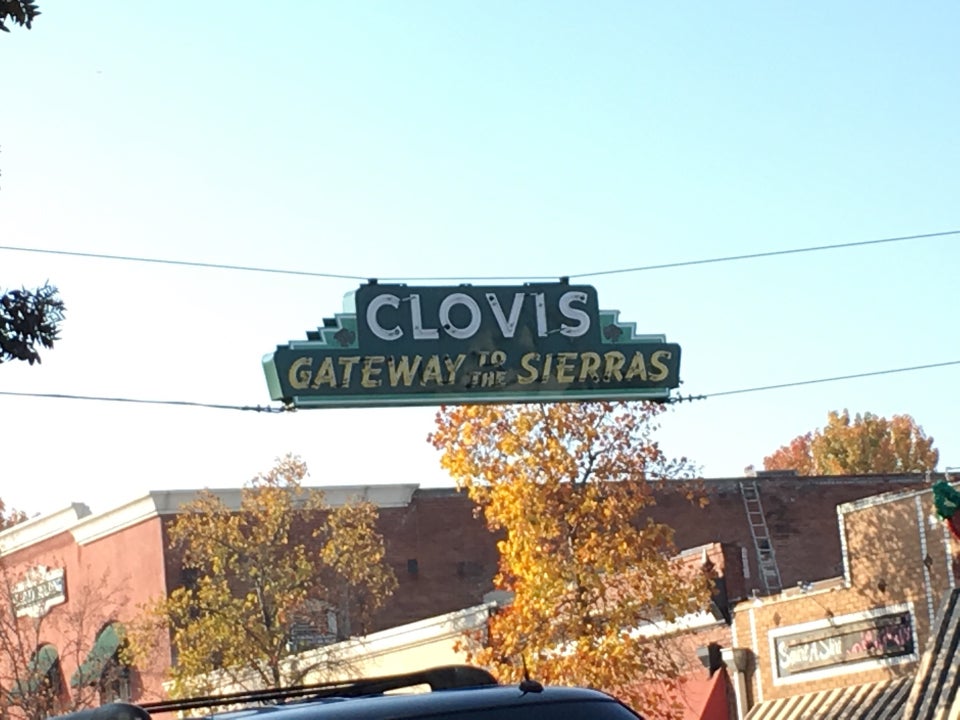 CLOVIS
GATEWAY TO THE SIERRAS